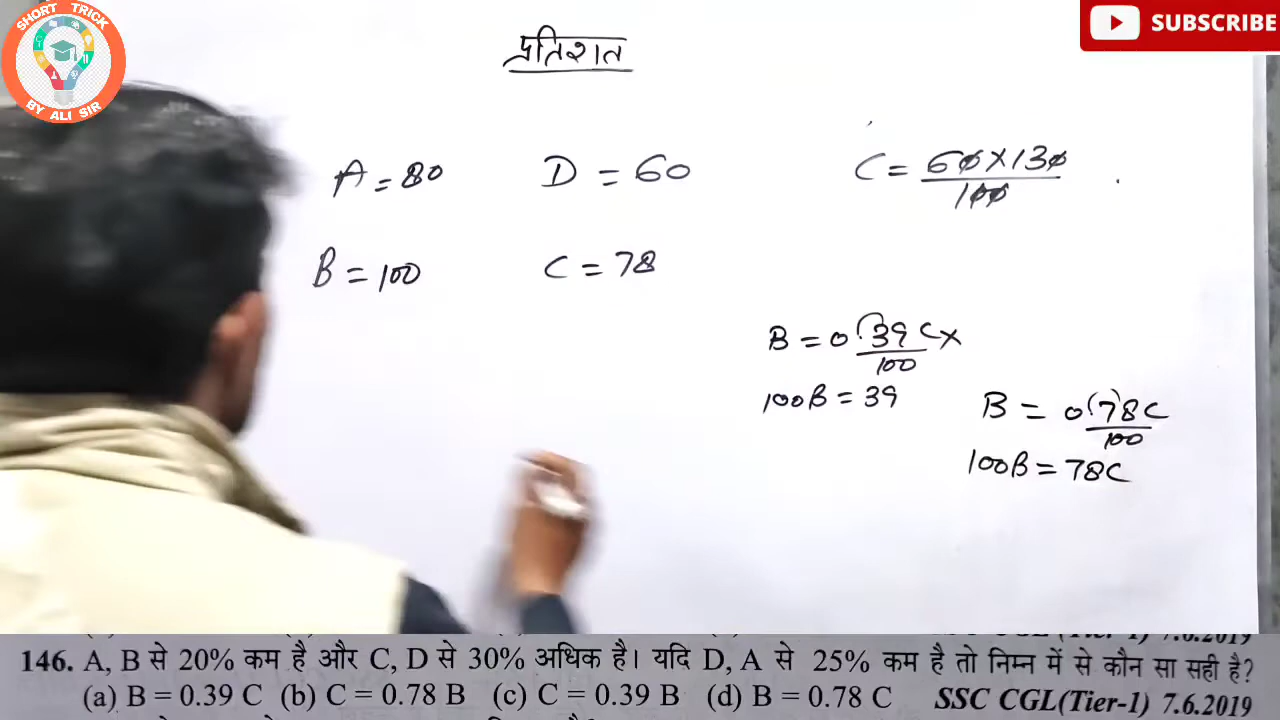 SHORT TRICK
BY ALI SIR
SUBSCRIBE
प्रतिशत
A = 80 D = 60 C = 60×130/100
B = 100 C = 78
B = 0.39C×/100
100B = 39
B = 0.78C/100
100B = 78C
146. A, B से 20% कम है और C, D से 30% अधिक है। यदि D, A से 25% कम है तो निम्न में से कौन सा सही है?
(a) B = 0.39 C (b) C = 0.78 B (c) C = 0.39 B (d) B = 0.78 C SSC CGL(Tier-1) 7.6.2019